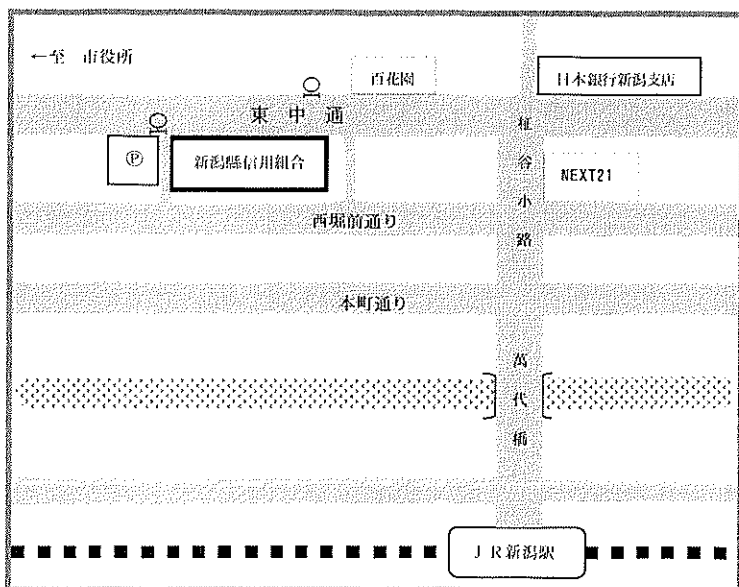 ←至 市役所
百花園
日本銀行新潟支店
東中通
Ⓟ
新潟縣信用組合
柾谷小路
NEXT21
西堀前通り
本町通り
萬代橋
JR新潟駅